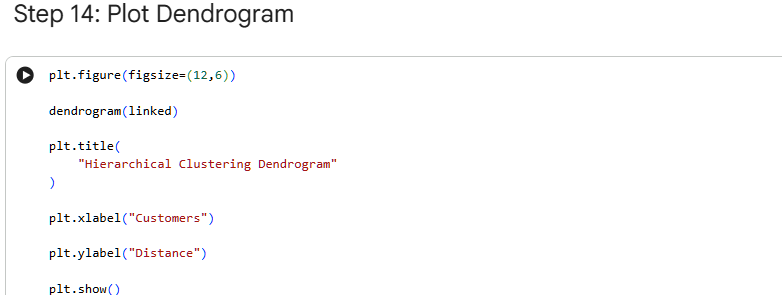 Step 14: Plot Dendrogram
plt.figure(figsize=(12,6))
dendrogram(linked)
plt.title(
    "Hierarchical Clustering Dendrogram"
)
plt.xlabel("Customers")
plt.ylabel("Distance")
plt.show()